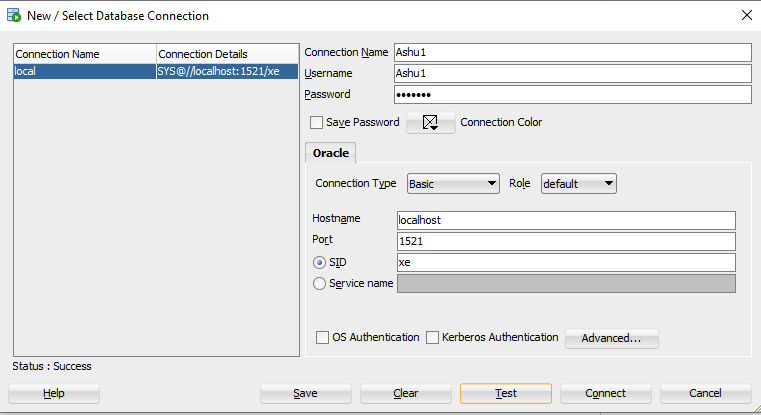 New / Select Database Connection
Connection Name Connection Details
local SYS@//localhost:1521/xe
Connection Name Ashu1
Username Ashu1
Password •••••••
Save Password Connection Color
Oracle
Connection Type Basic Role default
Hostname localhost
Port 1521
SID xe
Service name
OS Authentication Kerberos Authentication Advanced...
Status : Success
Help Save Clear Test Connect Cancel